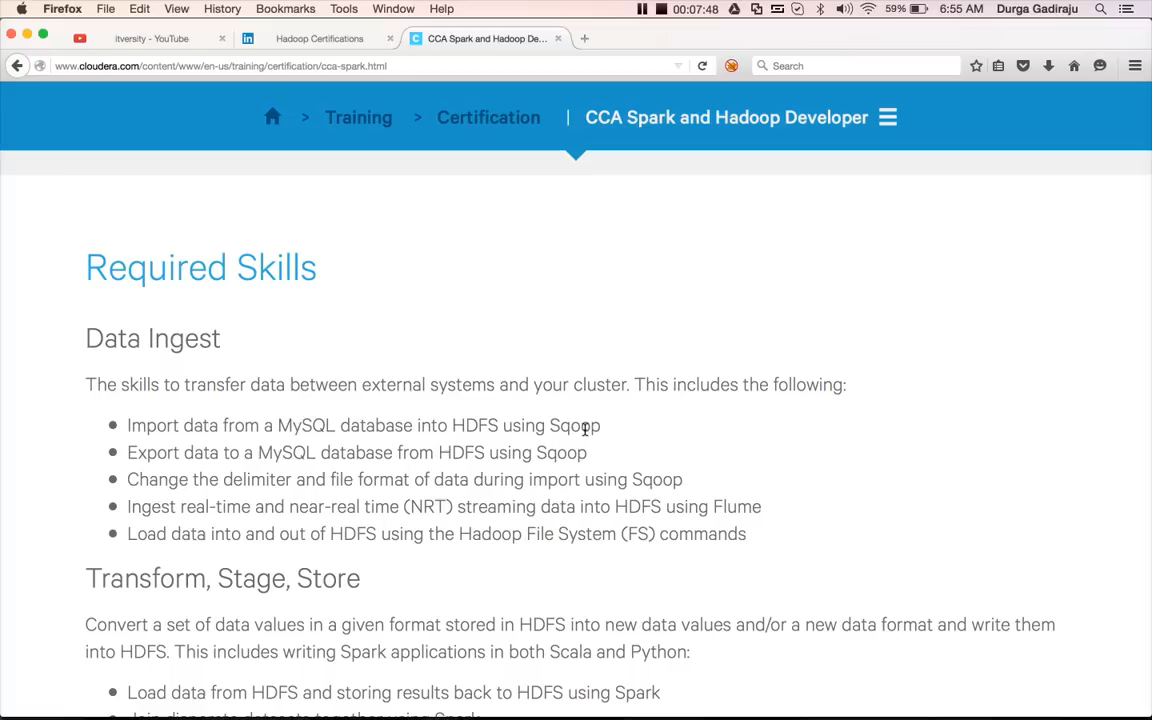 Firefox File Edit View History Bookmarks Tools Window Help 00:07:48 59% 6:55 AM Durga Gadiraju
itversity - YouTube Hadoop Certifications CCA Spark and Hadoop De...
www.cloudera.com/content/www/en-us/training/certification/cca-spark.html Search
> Training > Certification | CCA Spark and Hadoop Developer
Required Skills
Data Ingest
The skills to transfer data between external systems and your cluster. This includes the following:
Import data from a MySQL database into HDFS using Sqoop
Export data to a MySQL database from HDFS using Sqoop
Change the delimiter and file format of data during import using Sqoop
Ingest real-time and near-real time (NRT) streaming data into HDFS using Flume
Load data into and out of HDFS using the Hadoop File System (FS) commands
Transform, Stage, Store
Convert a set of data values in a given format stored in HDFS into new data values and/or a new data format and write them
into HDFS. This includes writing Spark applications in both Scala and Python:
Load data from HDFS and storing results back to HDFS using Spark
Join disparate datasets together using Spark